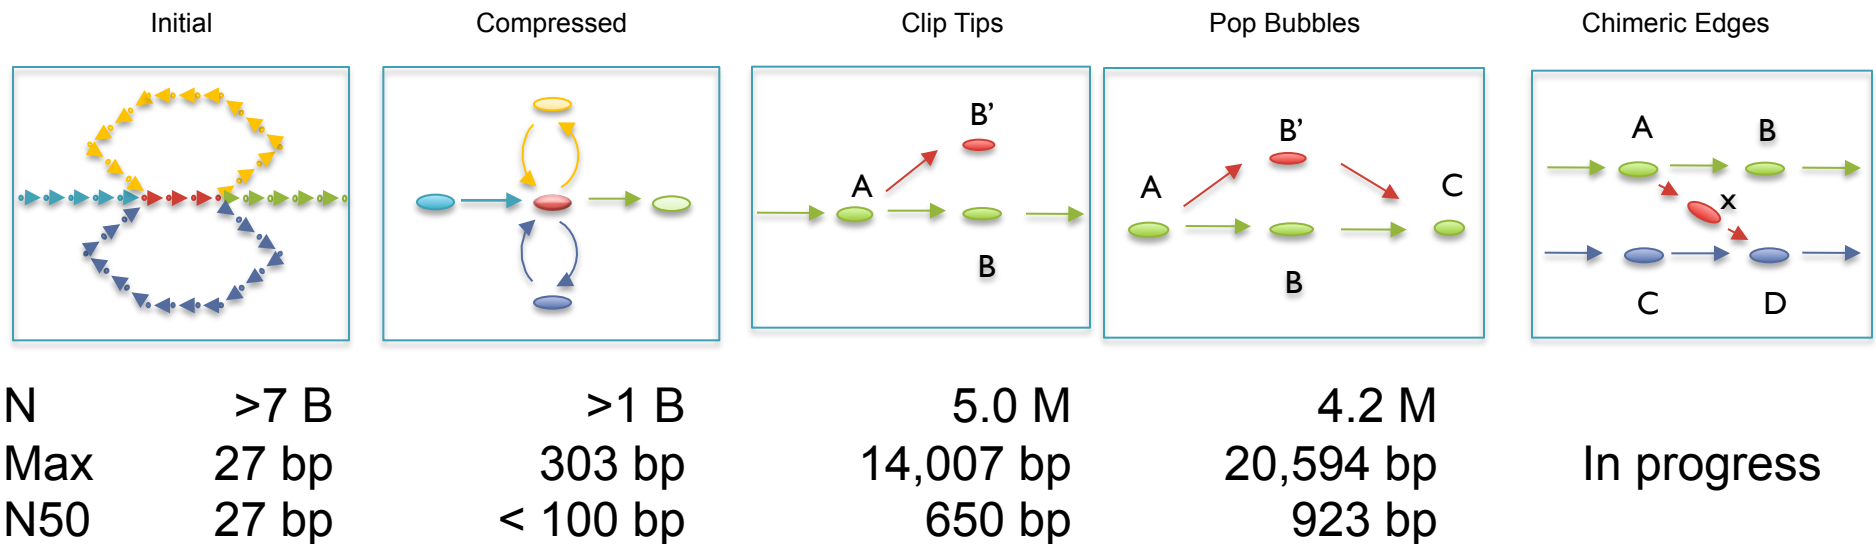 Initial Compressed Clip Tips Pop Bubbles Chimeric Edges
B’ B’ A B
A A C x
B B C D
N >7 B >1 B 5.0 M 4.2 M
Max 27 bp 303 bp 14,007 bp 20,594 bp In progress
N50 27 bp < 100 bp 650 bp 923 bp